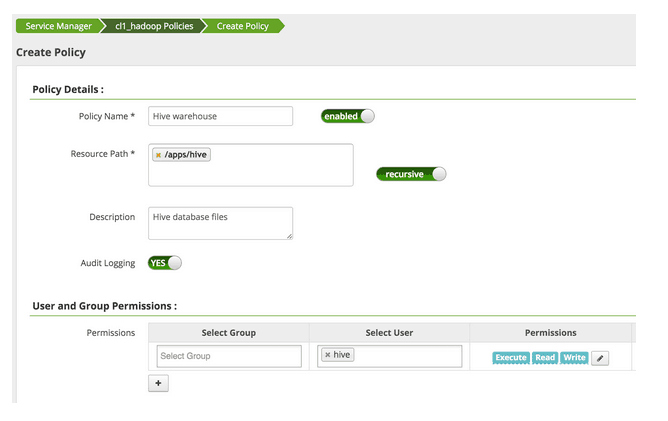 Service Manager cl1_hadoop Policies Create Policy
Create Policy
Policy Details :
Policy Name * Hive warehouse enabled
Resource Path * × /apps/hive
recursive
Description Hive database files
Audit Logging YES
User and Group Permissions :
Permissions Select Group Select User Permissions
Select Group × hive Execute Read Write
+